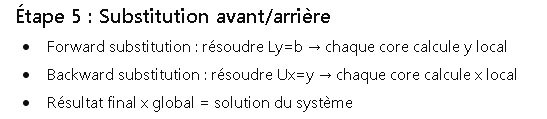 Étape 5 : Substitution avant/arrière
• Forward substitution : résoudre Ly=b → chaque core calcule y local
• Backward substitution : résoudre Ux=y → chaque core calcule x local
• Résultat final x global = solution du système